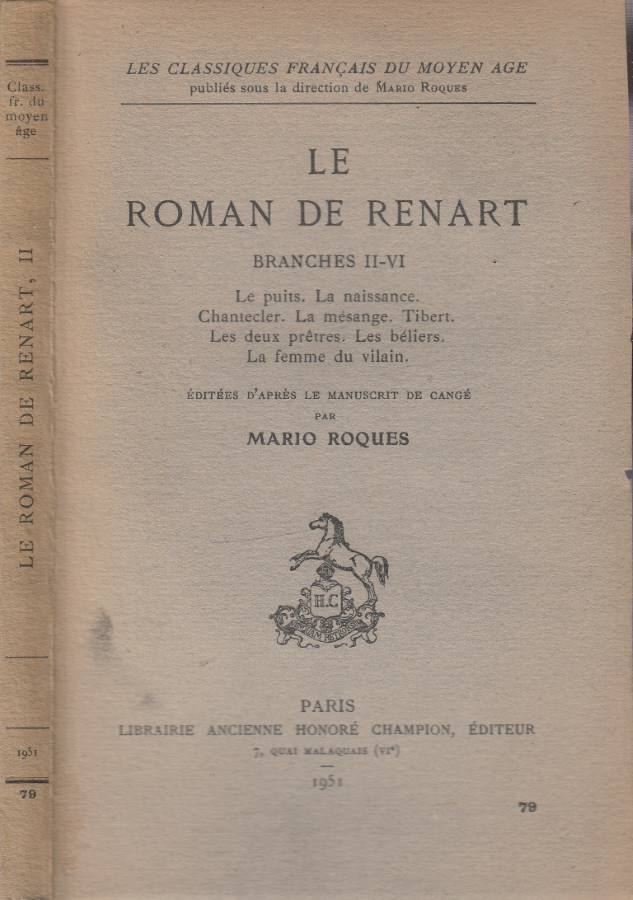 Class.
fr. du
moyen
âge
LE ROMAN DE RENART, II
1951
79
LES CLASSIQUES FRANÇAIS DU MOYEN AGE
publiés sous la direction de MARIO ROQUES
LE
ROMAN DE RENART
BRANCHES II-VI
Le puits. La naissance.
Chantecler. La mésange. Tibert.
Les deux prêtres. Les béliers.
La femme du vilain.
ÉDITÉES D'APRÈS LE MANUSCRIT DE CANGÉ
PAR
MARIO ROQUES
H.C
PARIS
LIBRAIRIE ANCIENNE HONORÉ CHAMPION, ÉDITEUR
7, QUAI MALAQUAIS (VIe)
1951
79